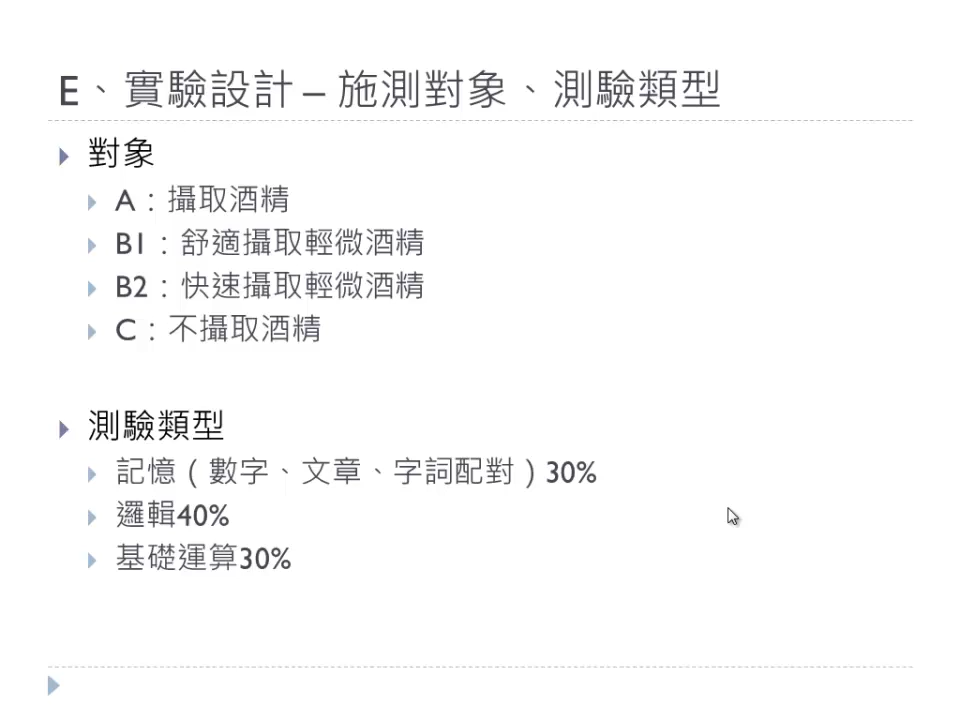 E、實驗設計 – 施測對象、測驗類型
對象
A：攝取酒精
B1：舒適攝取輕微酒精
B2：快速攝取輕微酒精
C：不攝取酒精
測驗類型
記憶（數字、文章、字詞配對）30%
邏輯40%
基礎運算30%